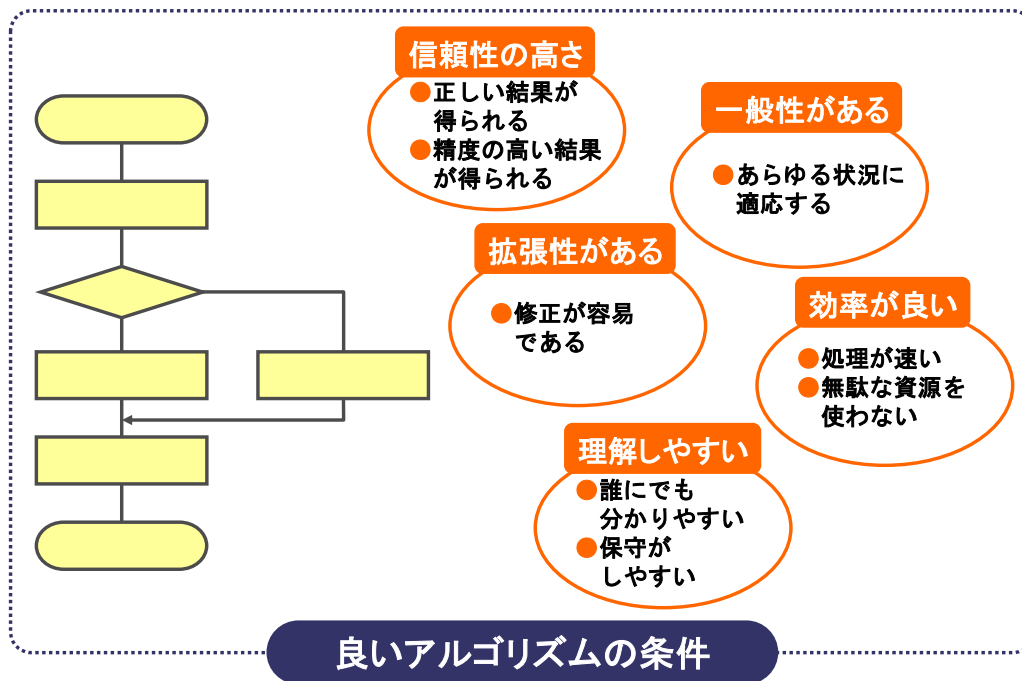 信頼性の高さ
●正しい結果が
得られる
●精度の高い結果
が得られる
一般性がある
●あらゆる状況に
適応する
拡張性がある
●修正が容易
である
効率が良い
●処理が速い
●無駄な資源を
使わない
理解しやすい
●誰にでも
分かりやすい
●保守が
しやすい
良いアルゴリズムの条件